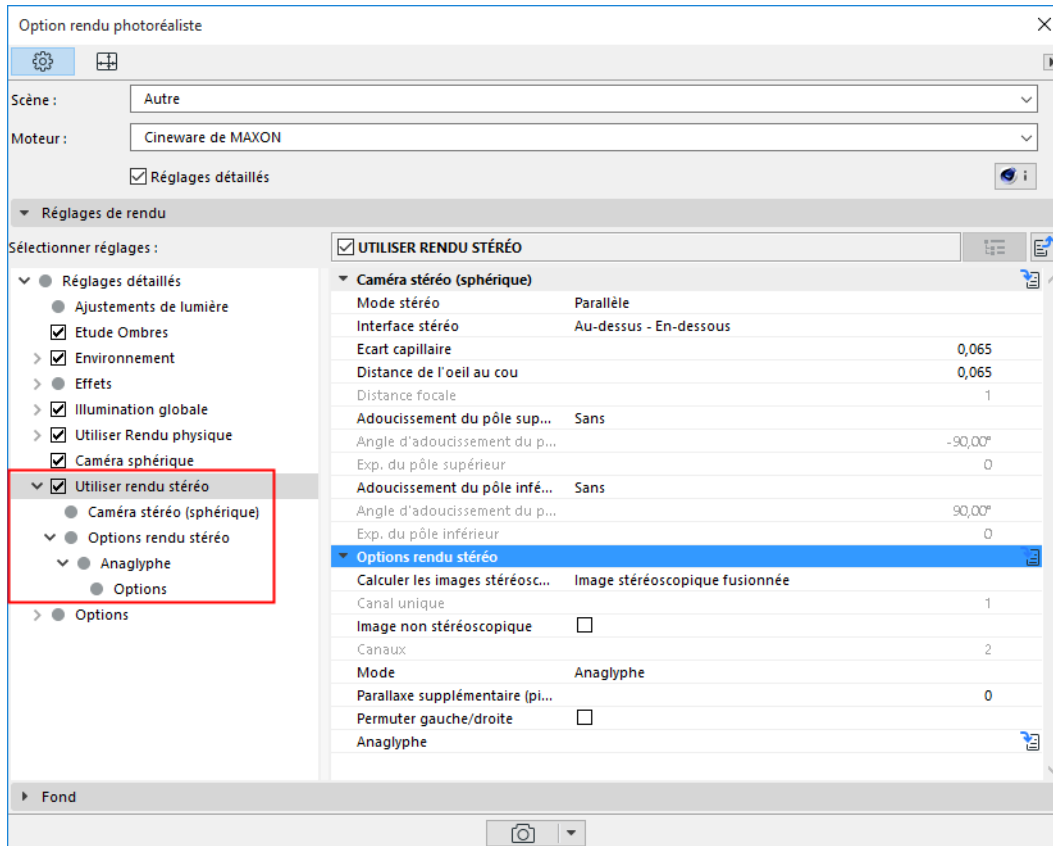 Option rendu photoréaliste
Scène : Autre
Moteur : Cineware de MAXON
Réglages détaillés
i
Réglages de rendu
Sélectionner réglages :
Réglages détaillés
Ajustements de lumière
Etude Ombres
Environnement
Effets
Illumination globale
Utiliser Rendu physique
Caméra sphérique
Utiliser rendu stéréo
Caméra stéréo (sphérique)
Options rendu stéréo
Anaglyphe
Options
Options
UTILISER RENDU STÉRÉO
Caméra stéréo (sphérique)
Mode stéréo Parallèle
Interface stéréo Au-dessus - En-dessous
Ecart capillaire 0,065
Distance de l'oeil au cou 0,065
Distance focale 1
Adoucissement du pôle sup... Sans
Angle d'adoucissement du p... -90,00°
Exp. du pôle supérieur 0
Adoucissement du pôle infé... Sans
Angle d'adoucissement du p... 90,00°
Exp. du pôle inférieur 0
Options rendu stéréo
Calculer les images stéréosc... Image stéréoscopique fusionnée
Canal unique 1
Image non stéréoscopique
Canaux 2
Mode Anaglyphe
Parallaxe supplémentaire (pi... 0
Permuter gauche/droite
Anaglyphe
Fond